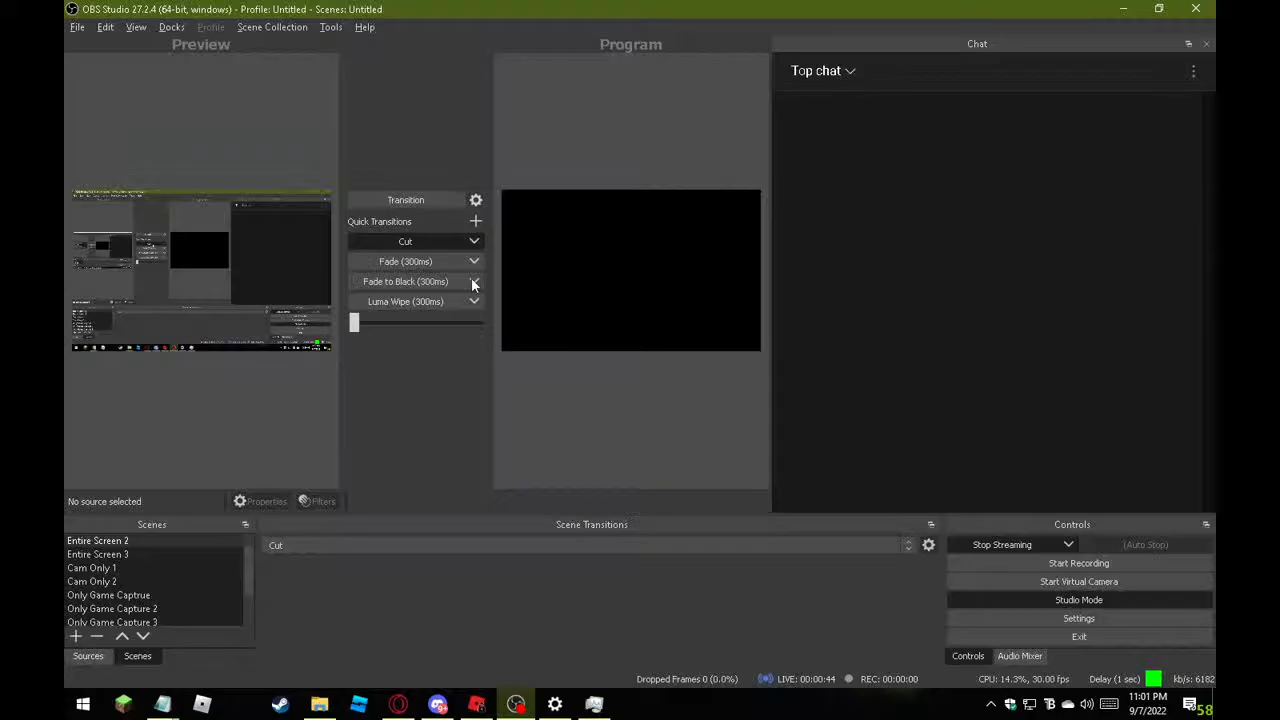 OBS Studio 27.2.4 (64-bit, windows) - Profile: Untitled - Scenes: Untitled
File Edit View Docks Profile Scene Collection Tools Help
Preview
Program
Chat
Top chat
Transition
Quick Transitions
Cut
Fade (300ms)
Fade to Black (300ms)
Luma Wipe (300ms)
No source selected
Properties
Filters
Scenes
Entire Screen 2
Entire Screen 3
Cam Only 1
Cam Only 2
Only Game Captrue
Only Game Capture 2
Only Game Capture 3
Sources
Scenes
Scene Transitions
Cut
Controls
Stop Streaming
(Auto Stop)
Start Recording
Start Virtual Camera
Studio Mode
Settings
Exit
Controls
Audio Mixer
Dropped Frames 0 (0.0%)
LIVE: 00:00:44
REC: 00:00:00
CPU: 14.3%, 30.00 fps
Delay (1 sec)
kb/s: 6182
11:01 PM
9/7/2022
58